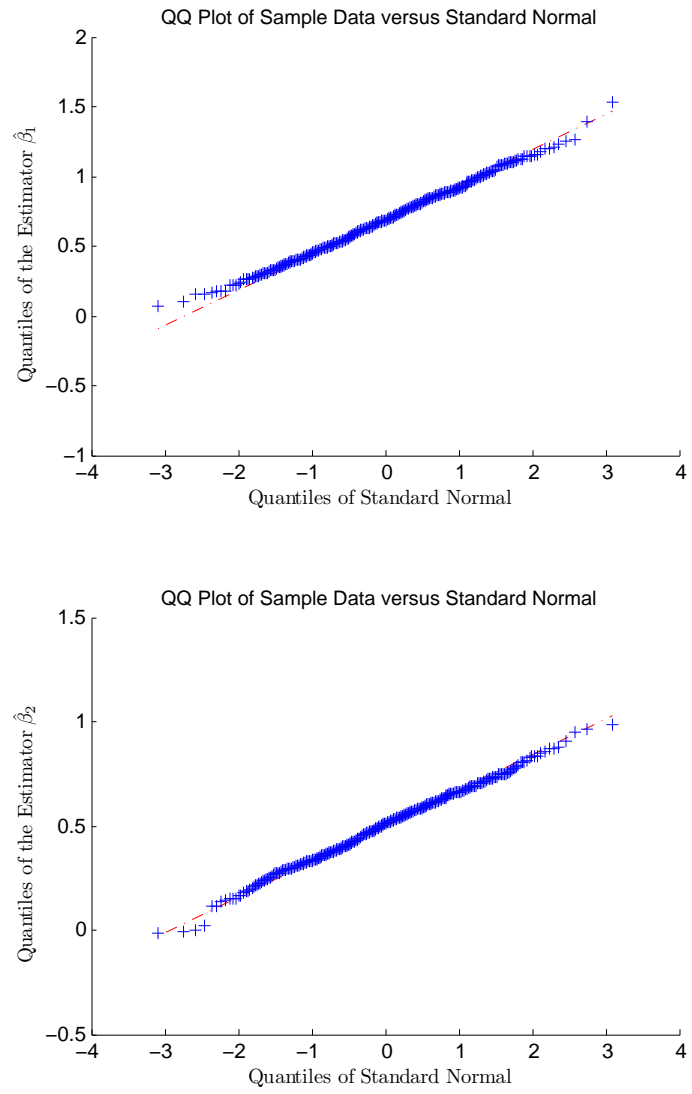 QQ Plot of Sample Data versus Standard Normal
2
1.5
1
0.5
0
−0.5
−1
Quantiles of the Estimator β̂₁
−4 −3 −2 −1 0 1 2 3 4
Quantiles of Standard Normal
QQ Plot of Sample Data versus Standard Normal
1.5
1
0.5
0
−0.5
Quantiles of the Estimator β̂₂
−4 −3 −2 −1 0 1 2 3 4
Quantiles of Standard Normal